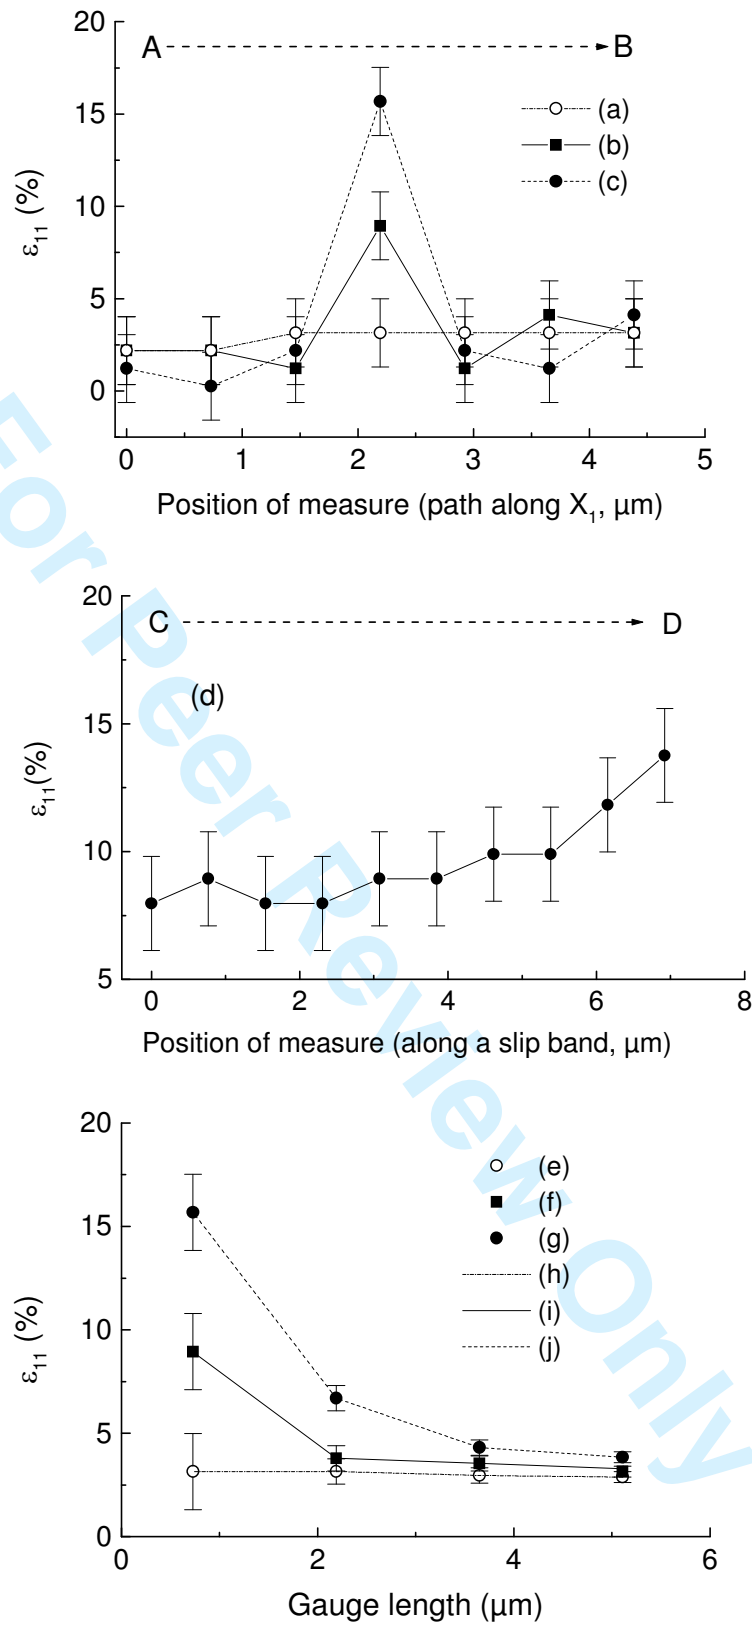 20
A B
(a)
15
(b)
(c)
ε11 (%)
10
5
0
0 1 2 3 4 5
Position of measure (path along X1, μm)
20
C D
(d)
15
ε11(%)
10
5
0 2 4 6 8
Position of measure (along a slip band, μm)
20
(e)
(f)
15
(g)
(h)
ε11 (%)
10
(i)
(j)
5
0
0 2 4 6
Gauge length (μm)
For Peer Review Only